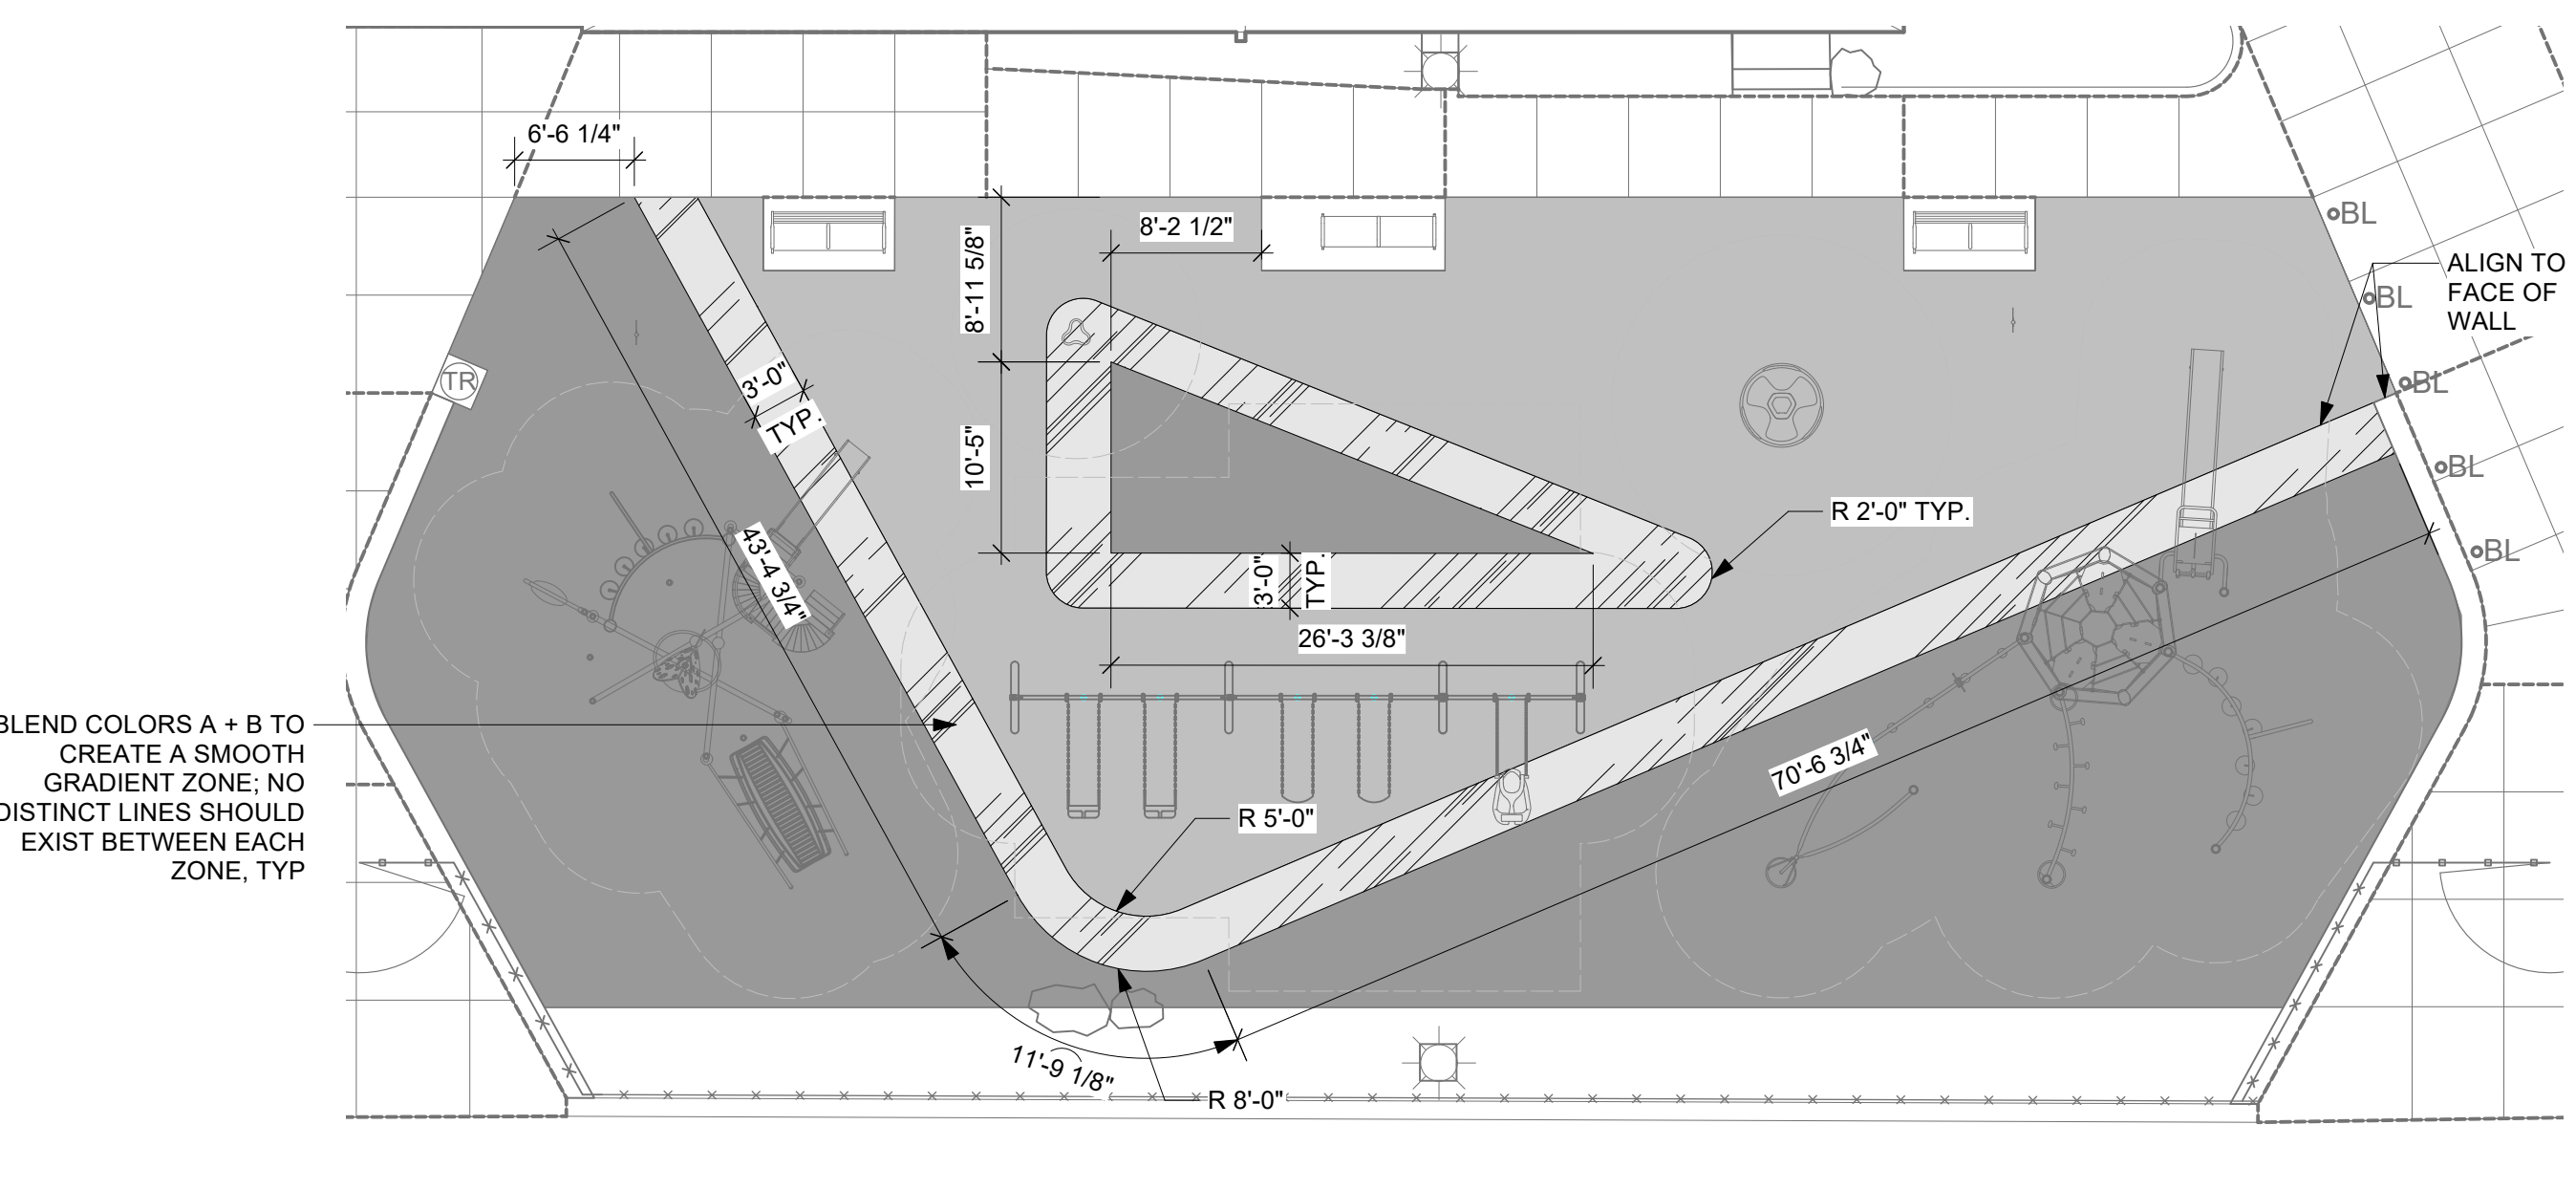 6'-6 1/4"
BL
8'-2 1/2"
8'-11 5/8"
ALIGN TO
FACE OF
WALL
BL
TR
3'-0"
TYP.
BL
10'-5"
BL
R 2'-0" TYP.
BL
43'-4 3/4"
3'-0"
TYP.
26'-3 3/8"
BLEND COLORS A + B TO
CREATE A SMOOTH
GRADIENT ZONE; NO
DISTINCT LINES SHOULD
EXIST BETWEEN EACH
ZONE, TYP
70'-6 3/4"
R 5'-0"
11'-9 1/8"
R 8'-0"